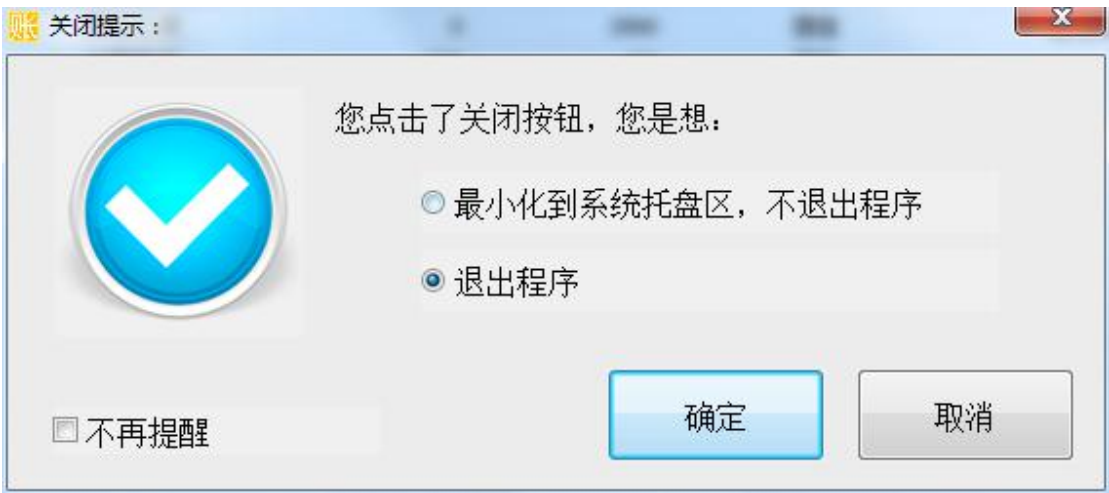 账 关闭提示：
您点击了关闭按钮，您是想：
最小化到系统托盘区，不退出程序
退出程序
不再提醒
确定
取消